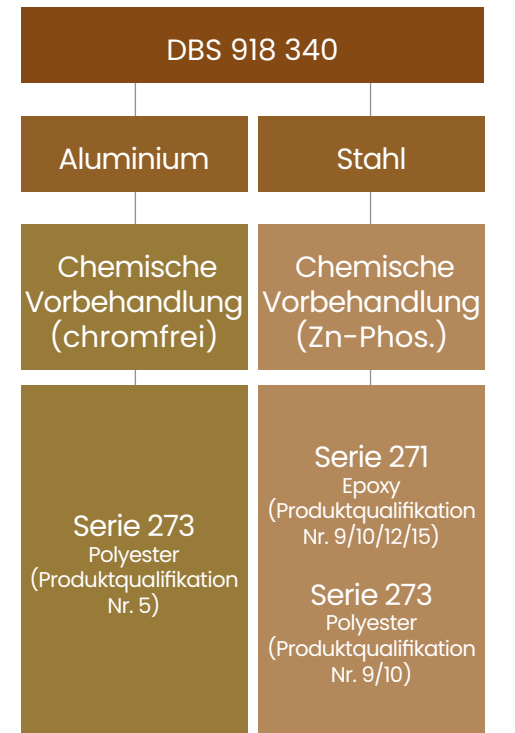 DBS 918 340
Aluminium
Stahl
Chemische
Vorbehandlung
(chromfrei)
Chemische
Vorbehandlung
(Zn-Phos.)
Serie 273
Polyester
(Produktqualifikation
Nr. 5)
Serie 271
Epoxy
(Produktqualifikation
Nr. 9/10/12/15)
Serie 273
Polyester
(Produktqualifikation
Nr. 9/10)